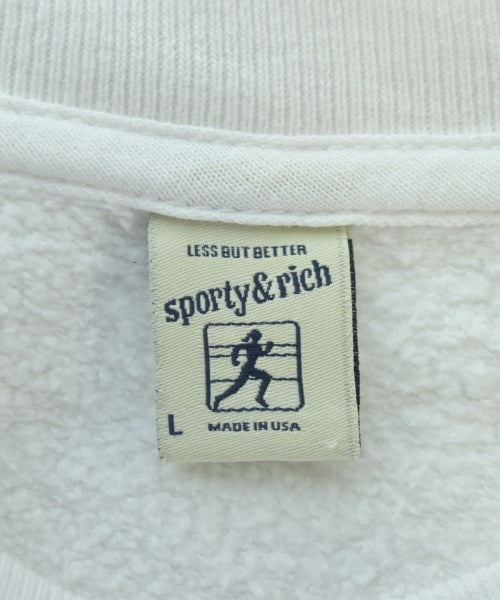 LESS BUT BETTER
sporty&rich
L
MADE IN USA